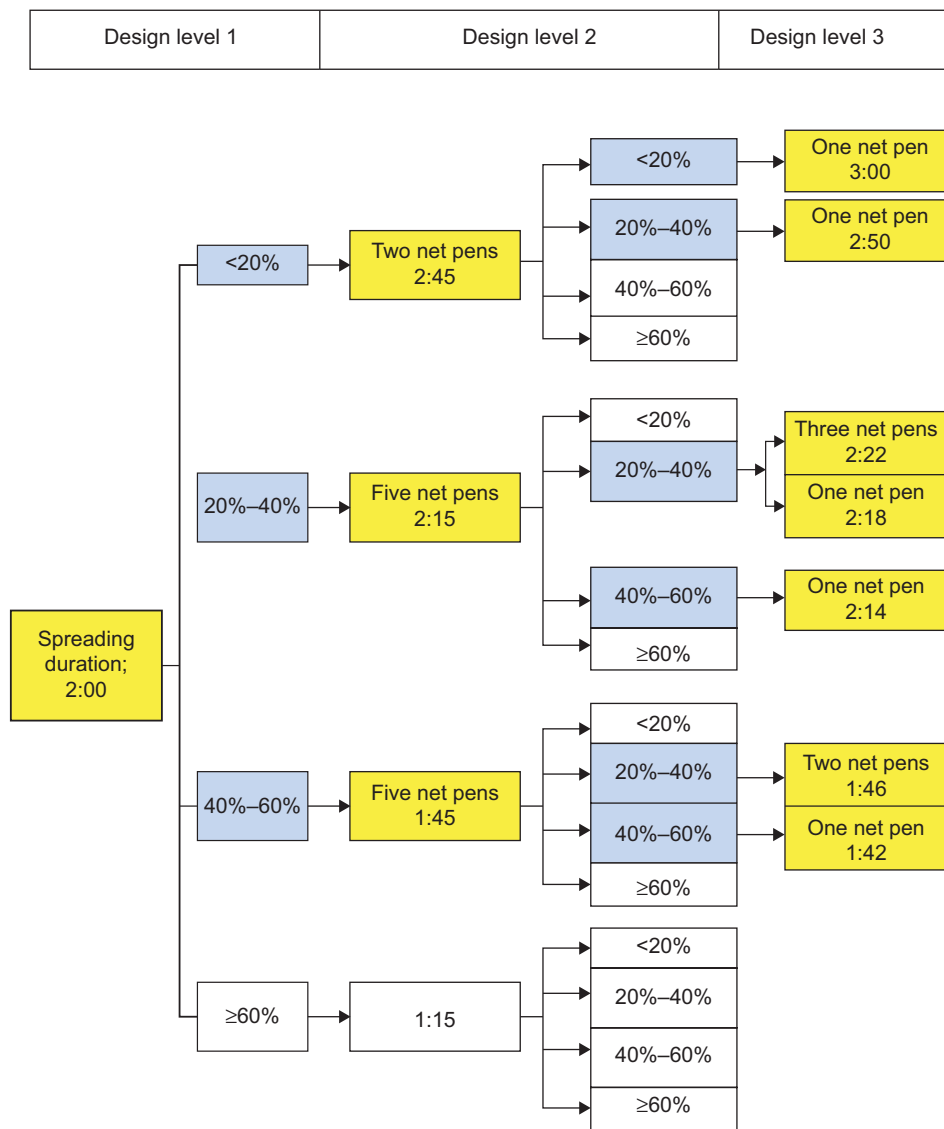 Design level 1
Design level 2
Design level 3
<20%
One net pen
3:00
20%–40%
One net pen
2:50
<20%
Two net pens
2:45
40%–60%
≥60%
<20%
Three net pens
2:22
20%–40%
One net pen
2:18
20%–40%
Five net pens
2:15
40%–60%
One net pen
2:14
≥60%
Spreading
duration;
2:00
<20%
20%–40%
Two net pens
1:46
40%–60%
Five net pens
1:45
40%–60%
One net pen
1:42
≥60%
<20%
20%–40%
≥60%
1:15
40%–60%
≥60%